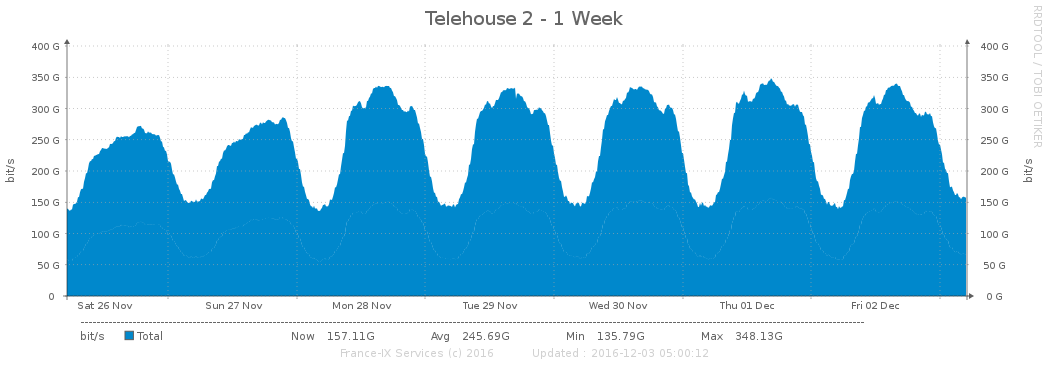 Telehouse 2 - 1 Week
RRDTOOL / TOBI OETIKER
400 G 400 G
350 G 350 G
300 G 300 G
250 G 250 G
200 G 200 G
150 G 150 G
100 G 100 G
50 G 50 G
0 0 G
bit/s bit/s
Sat 26 Nov Sun 27 Nov Mon 28 Nov Tue 29 Nov Wed 30 Nov Thu 01 Dec Fri 02 Dec
bit/s Total Now 157.11G Avg 245.69G Min 135.79G Max 348.13G
France-IX Services (c) 2016 Updated : 2016-12-03 05:00:12